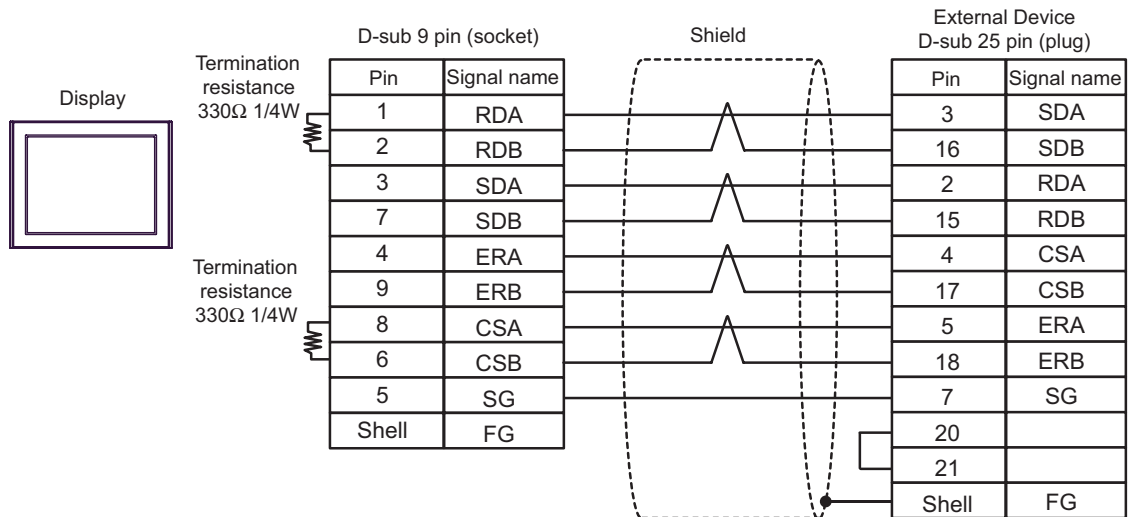 Display
Termination
resistance
330Ω 1/4W
Termination
resistance
330Ω 1/4W
D-sub 9 pin (socket)
Pin Signal name
1 RDA
2 RDB
3 SDA
7 SDB
4 ERA
9 ERB
8 CSA
6 CSB
5 SG
Shell FG
Shield
External Device
D-sub 25 pin (plug)
Pin Signal name
3 SDA
16 SDB
2 RDA
15 RDB
4 CSA
17 CSB
5 ERA
18 ERB
7 SG
20
21
Shell FG